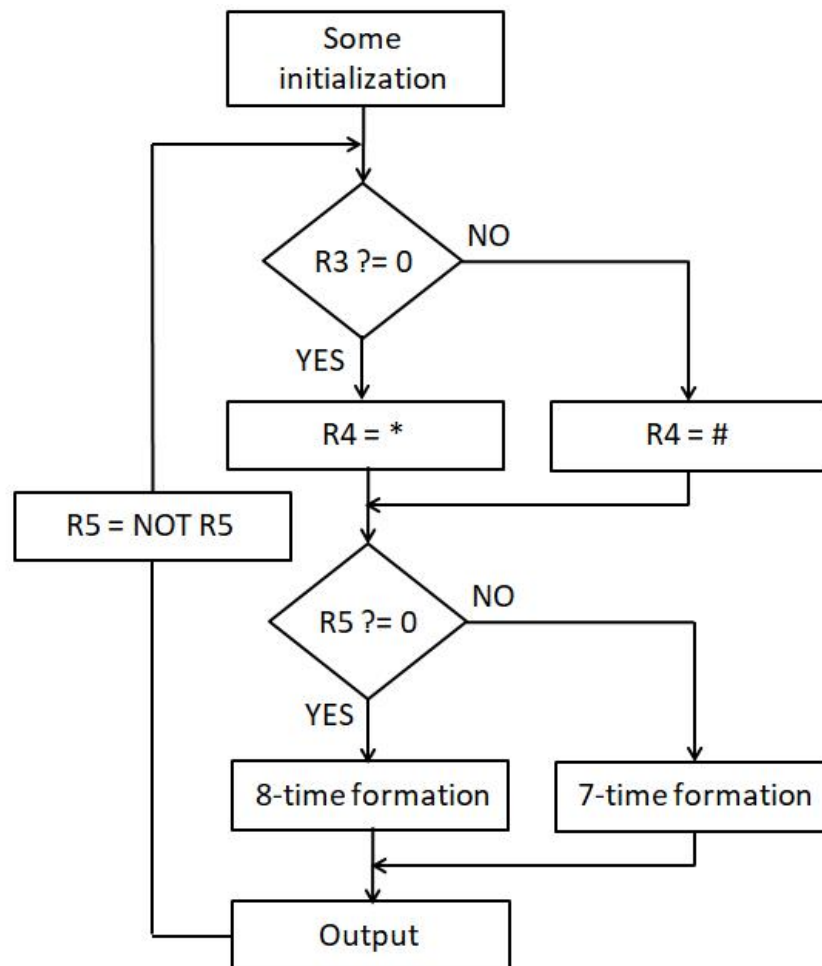 Some
initialization
R3 ?= 0
NO
YES
R4 = *
R4 = #
R5 = NOT R5
R5 ?= 0
NO
YES
8-time formation
7-time formation
Output